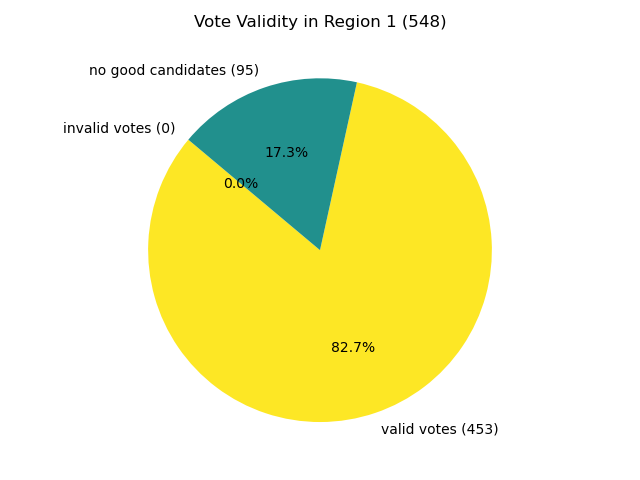 Vote Validity in Region 1 (548)
no good candidates (95)
invalid votes (0)
17.3%
0.0%
82.7%
valid votes (453)